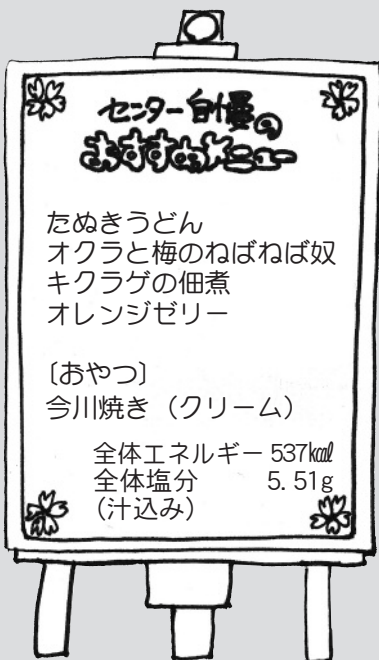 センター自慢の
おすすめメニュー
たぬきうどん
オクラと梅のねばねば奴
キクラゲの佃煮
オレンジゼリー
〔おやつ〕
今川焼き（クリーム）
全体エネルギー 537㎉
全体塩分 5.51g
（汁込み）